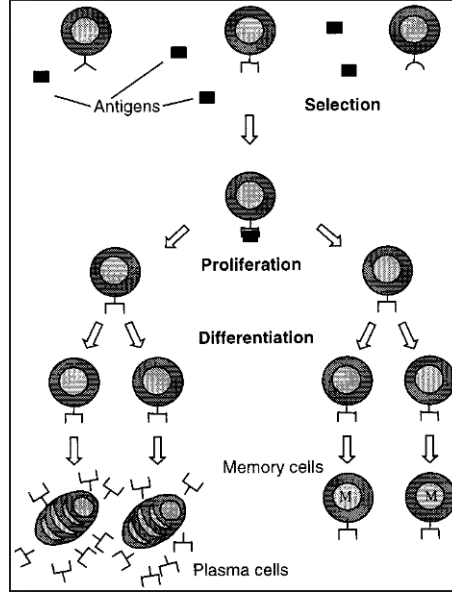 Antigens
Selection
Proliferation
Differentiation
Memory cells
M
M
Plasma cells